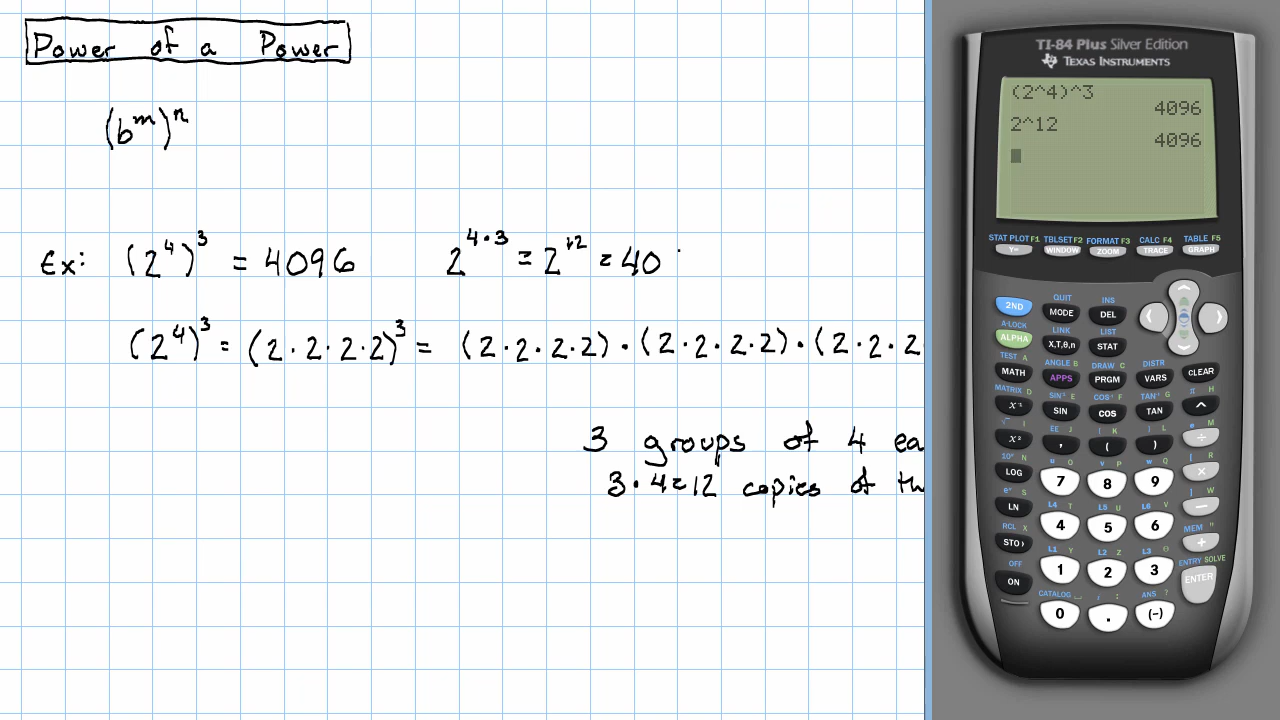 Power of a Power
(b^m)^n
Ex: (2^4)^3 = 4096 2^4·3 = 2^12 = 40
(2^4)^3 = (2·2·2·2)^3 = (2·2·2·2)·(2·2·2·2)·(2·2·2
3 groups of 4 ea
3·4=12 copies of th
TI-84 Plus Silver Edition
TEXAS INSTRUMENTS
(2^4)^3
4096
2^12
4096
STAT PLOT F1 TBLSET F2 FORMAT F3 CALC F4 TABLE F5
Y= WINDOW ZOOM TRACE GRAPH
QUIT INS
2ND MODE DEL
A-LOCK LINK LIST
ALPHA X,T,θ,n STAT
TEST A ANGLE B DRAW C DISTR
MATH APPS PRGM VARS CLEAR
MATRIX D SIN⁻¹ E COS⁻¹ F TAN⁻¹ G π H
x⁻¹ SIN COS TAN ^
√ I EE J { K } L e M
x² , ( ) ÷
10ˣ N u O v P w Q [ R
LOG 7 8 9 ×
eˣ S L4 T L5 U L6 V ] W
LN 4 5 6 −
RCL X L1 Y L2 Z L3 θ MEM "
STO› 1 2 3 +
OFF CATALOG i : ANS ? ENTRY SOLVE
ON 0 . (−) ENTER